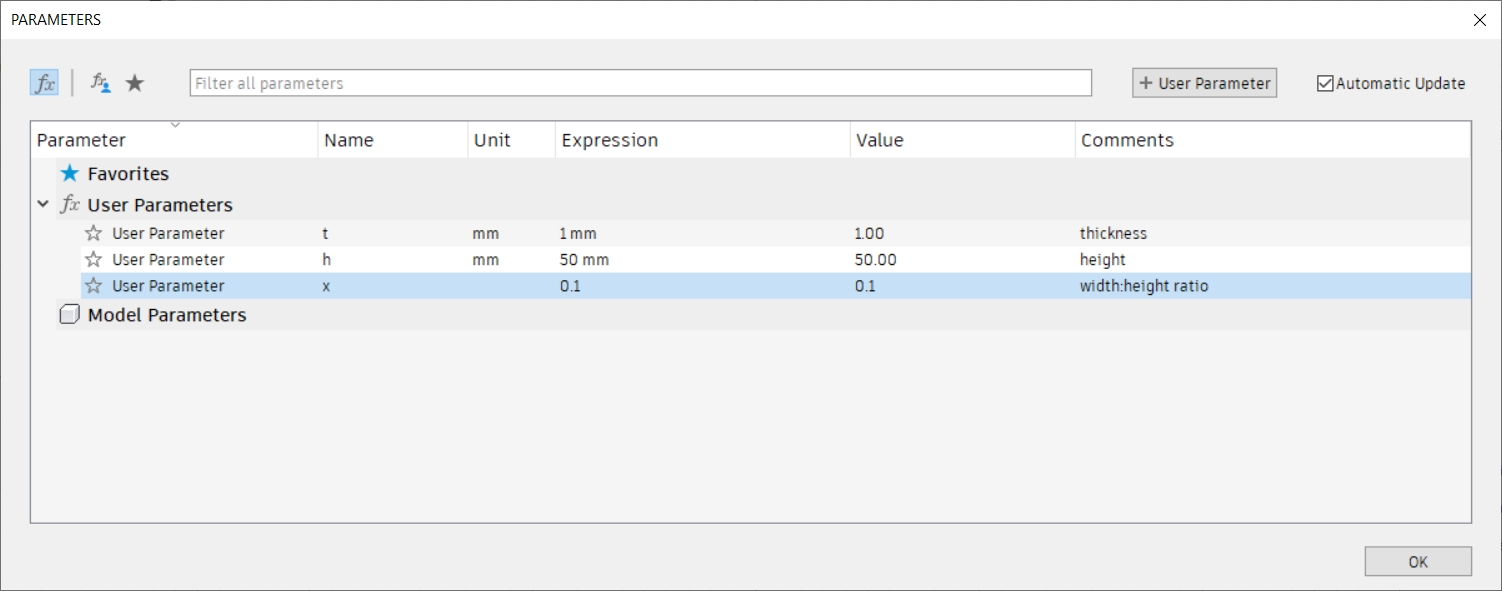 PARAMETERS
fx fx Filter all parameters + User Parameter Automatic Update
Parameter Name Unit Expression Value Comments
Favorites
fx User Parameters
User Parameter t mm 1 mm 1.00 thickness
User Parameter h mm 50 mm 50.00 height
User Parameter x 0.1 0.1 width:height ratio
Model Parameters
OK